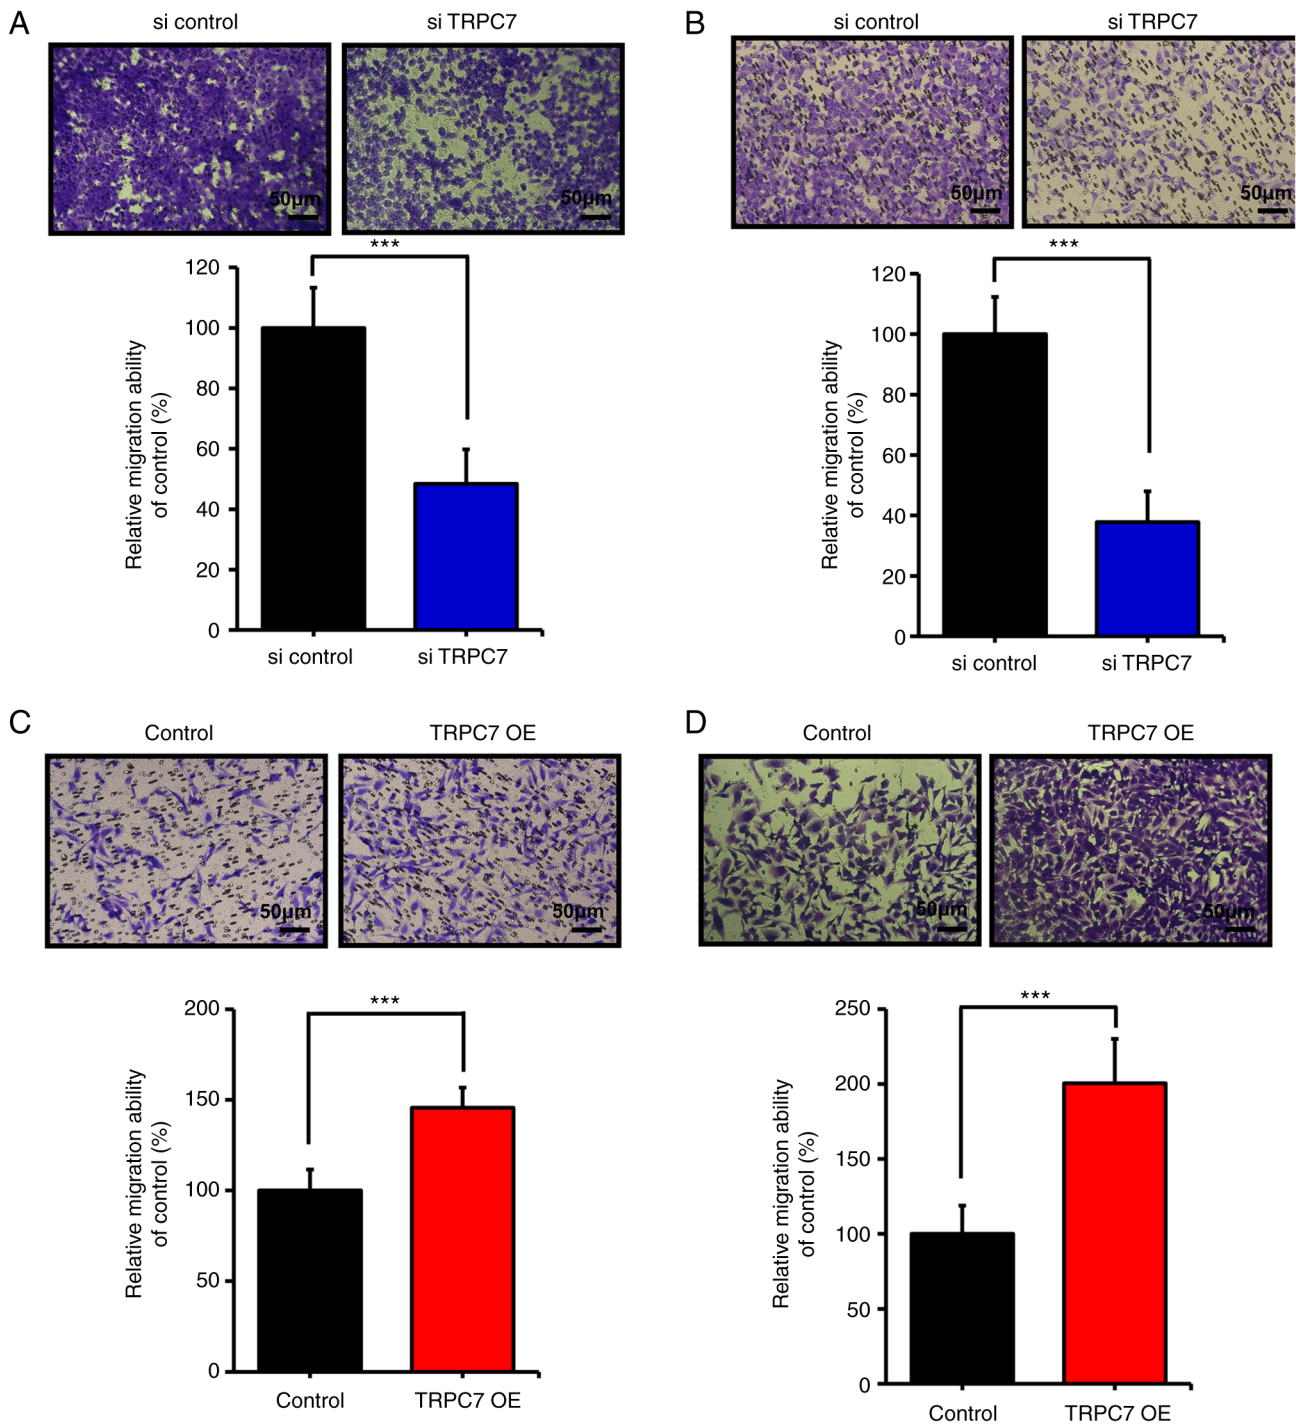 A
si control
si TRPC7
50µm
50µm
***
120
100
80
60
40
20
0
Relative migration ability
of control (%)
si control
si TRPC7
B
si control
si TRPC7
50µm
50µm
***
120
100
80
60
40
20
0
Relative migration ability
of control (%)
si control
si TRPC7
C
Control
TRPC7 OE
50µm
50µm
***
200
150
100
50
0
Relative migration ability
of control (%)
Control
TRPC7 OE
D
Control
TRPC7 OE
50µm
50µm
***
250
200
150
100
50
0
Relative migration ability
of control (%)
Control
TRPC7 OE